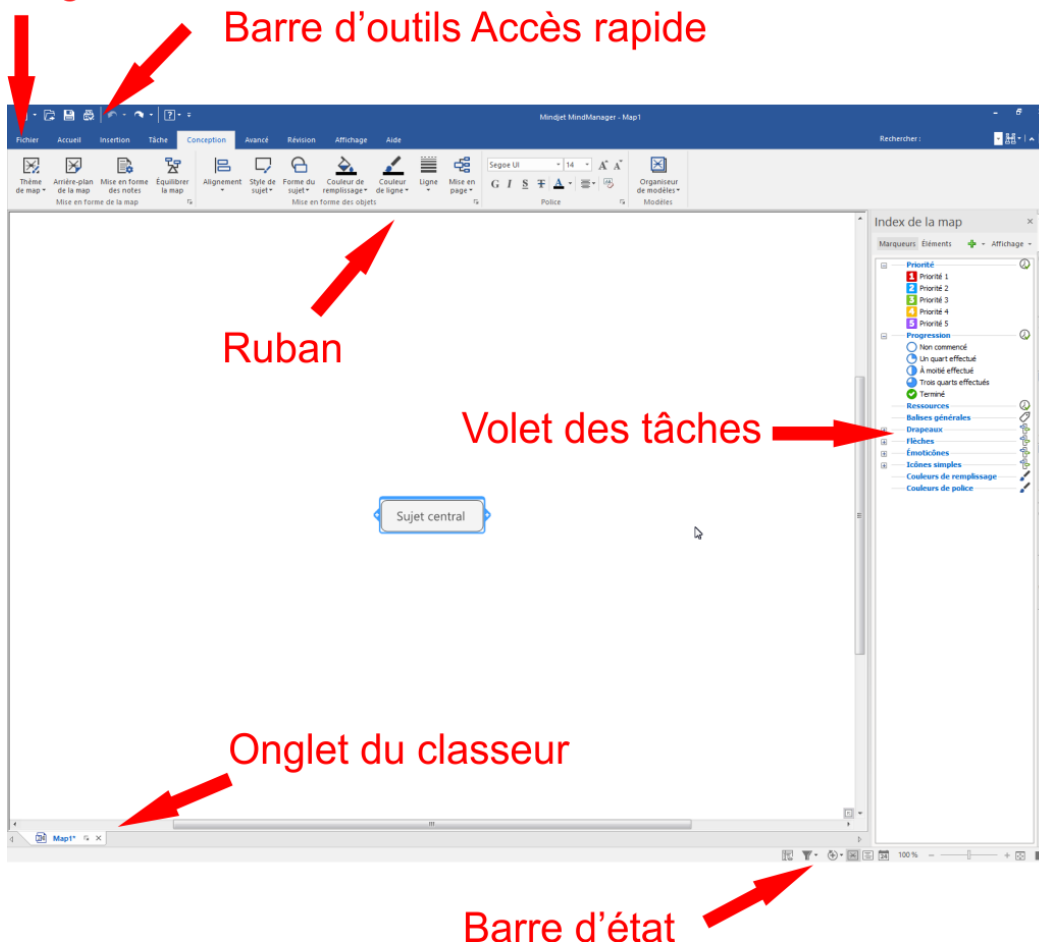 Barre d’outils Accès rapide
Mindjet MindManager - Map1
Fichier Accueil Insertion Tâche Conception Avancé Révision Affichage Aide Rechercher :
Thème de map
Arrière-plan de la map
Mise en forme des notes
Équilibrer la map
Mise en forme de la map
Alignement
Style de sujet
Forme du sujet
Couleur de remplissage
Couleur de ligne
Ligne
Mise en page
Mise en forme des objets
Segoe UI 14
G I S T A
Police
Organiseur de modèles
Modèles
Index de la map
Marqueurs Éléments Affichage
Priorité
1 Priorité 1
2 Priorité 2
3 Priorité 3
4 Priorité 4
5 Priorité 5
Progression
Non commencé
Un quart effectué
À moitié effectué
Trois quarts effectués
Terminé
Ressources
Balises générales
Drapeaux
Flèches
Émoticônes
Icônes simples
Couleurs de remplissage
Couleurs de police
Ruban
Volet des tâches
Sujet central
Onglet du classeur
Map1*
100 %
Barre d’état